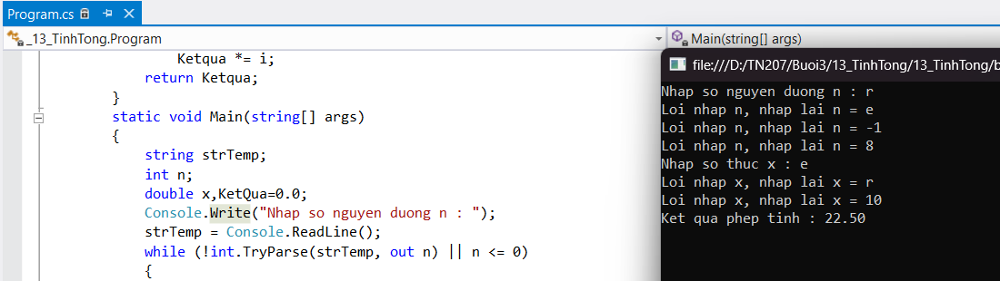 Program.cs
_13_TinhTong.Program
Main(string[] args)
Ketqua *= i;
return Ketqua;
}
static void Main(string[] args)
{
string strTemp;
int n;
double x,KetQua=0.0;
Console.Write("Nhap so nguyen duong n : ");
strTemp = Console.ReadLine();
while (!int.TryParse(strTemp, out n) || n <= 0)
{
file:///D:/TN207/Buoi3/13_TinhTong/13_TinhTong/b
Nhap so nguyen duong n : r
Loi nhap n, nhap lai n = e
Loi nhap n, nhap lai n = -1
Loi nhap n, nhap lai n = 8
Nhap so thuc x : e
Loi nhap x, nhap lai x = r
Loi nhap x, nhap lai x = 10
Ket qua phep tinh : 22.50